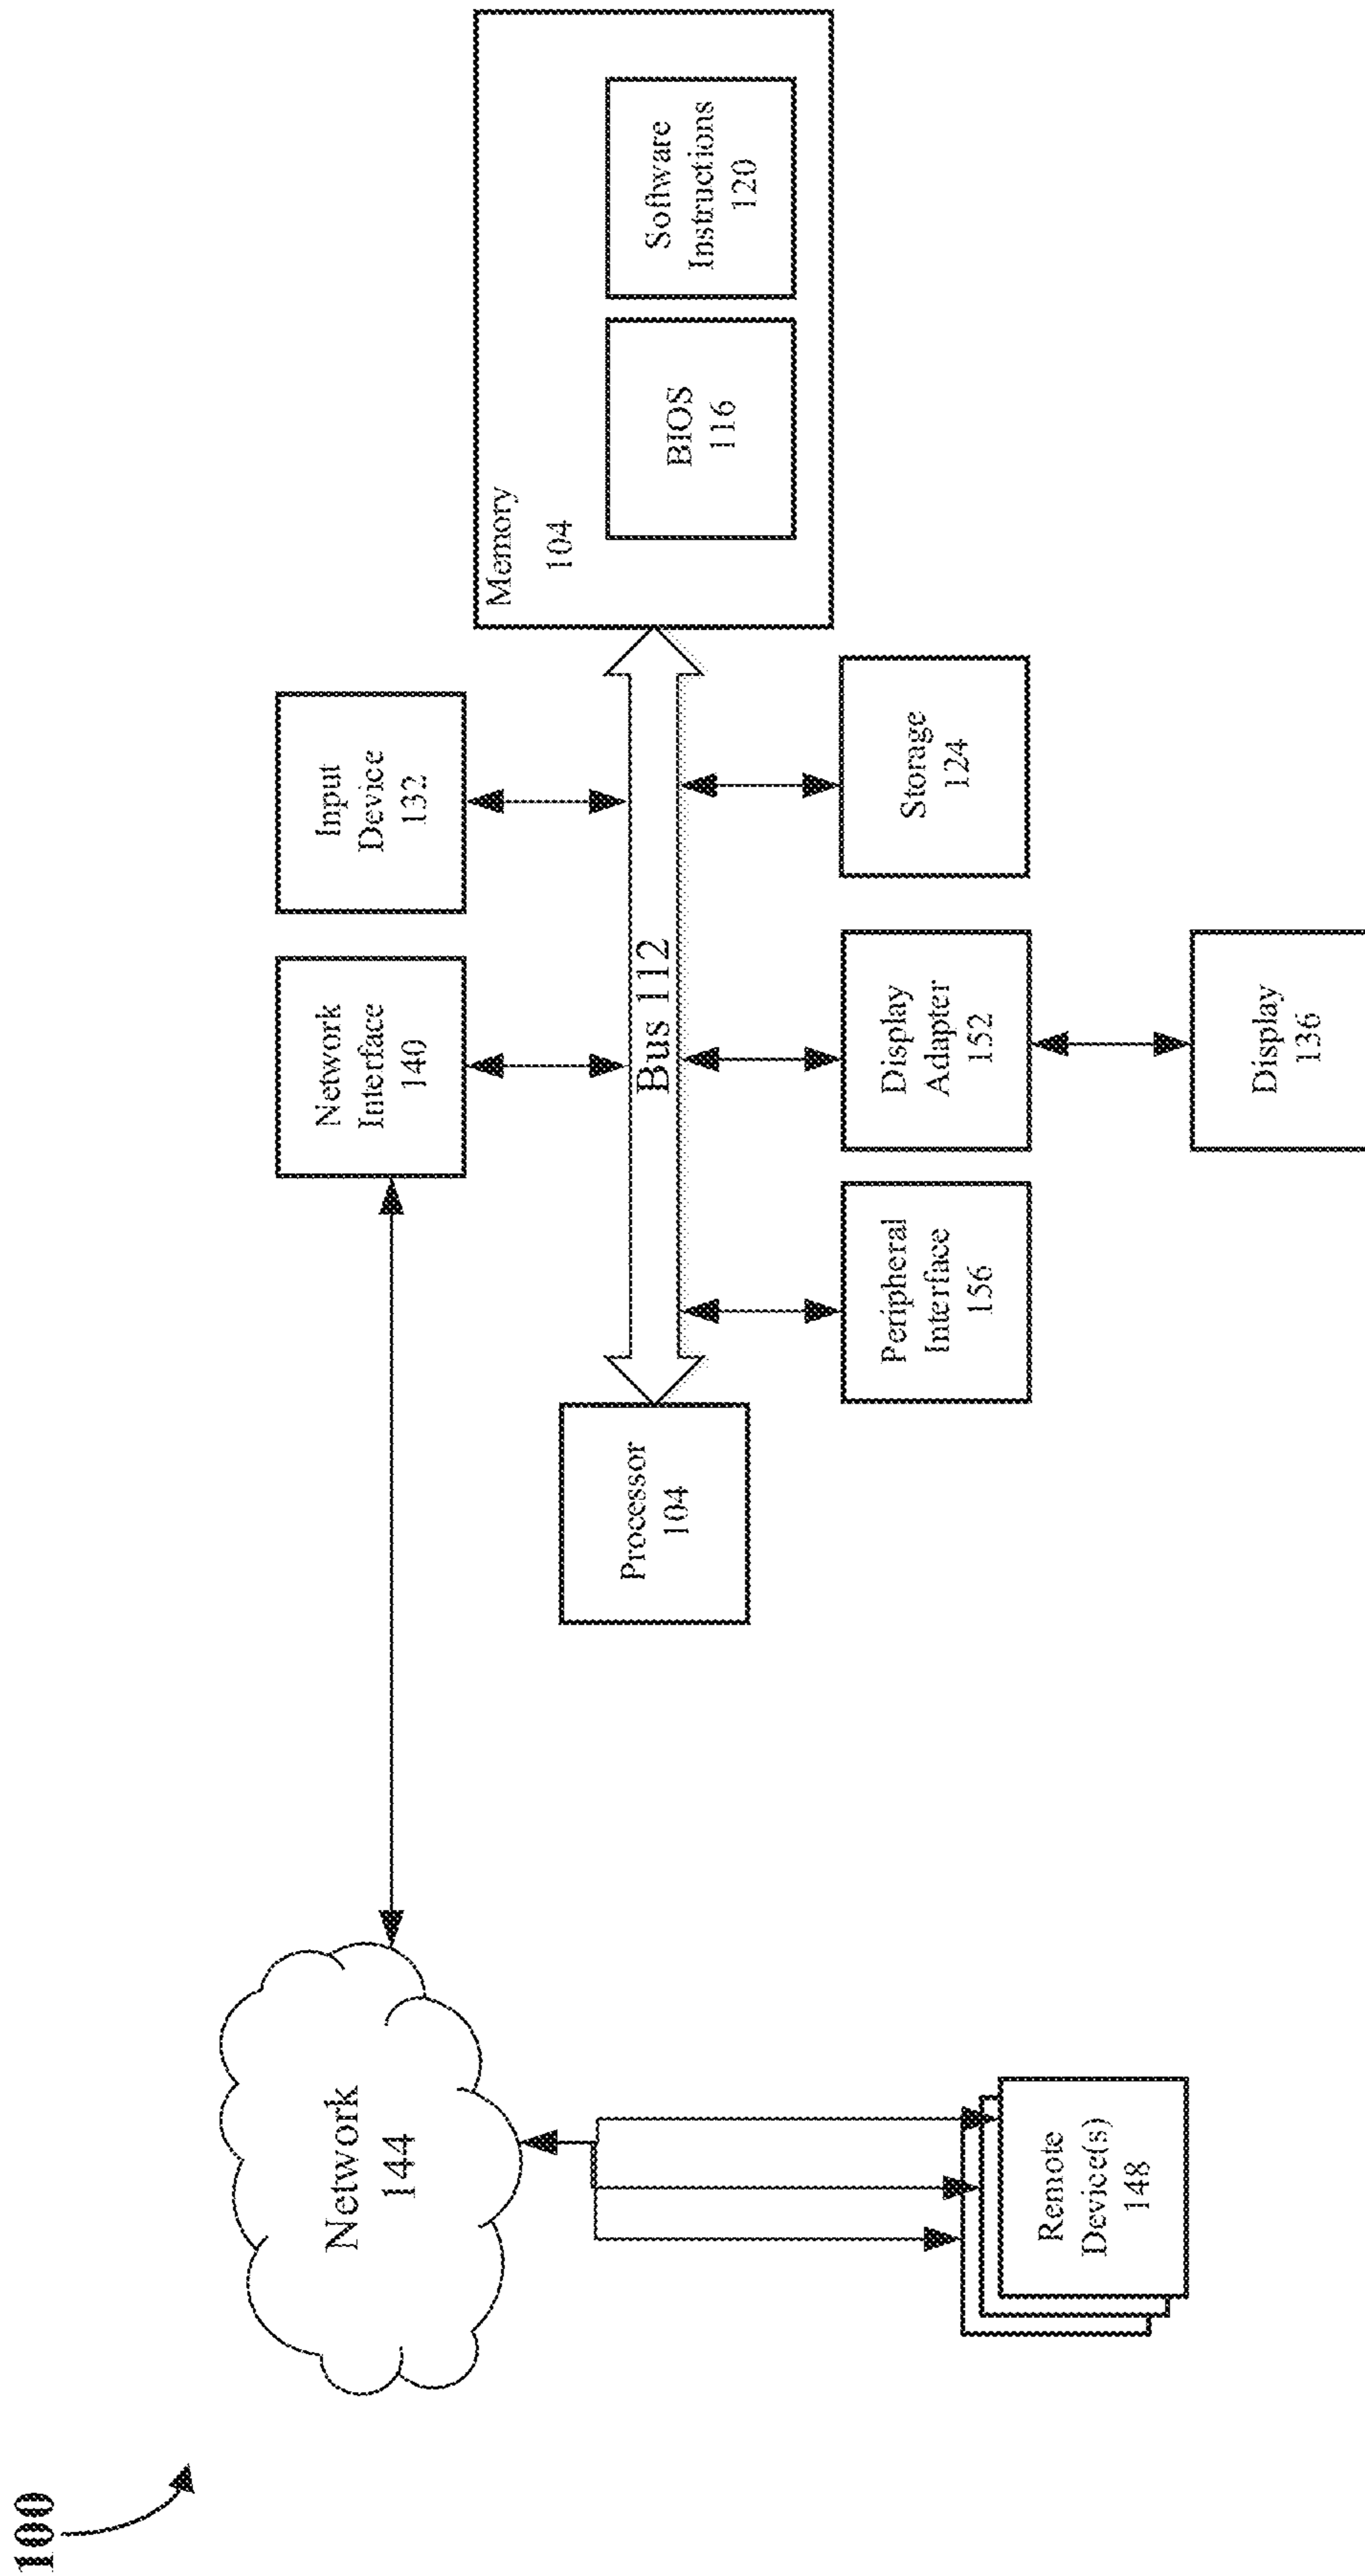 100
Network
144
Remote
Device(s)
148
Network
Interface
140
Input
Device
132
Processor
104
Bus 112
Memory
104
BIOS
116
Software
Instructions
120
Peripheral
Interface
156
Display
Adapter
152
Storage
124
Display
136